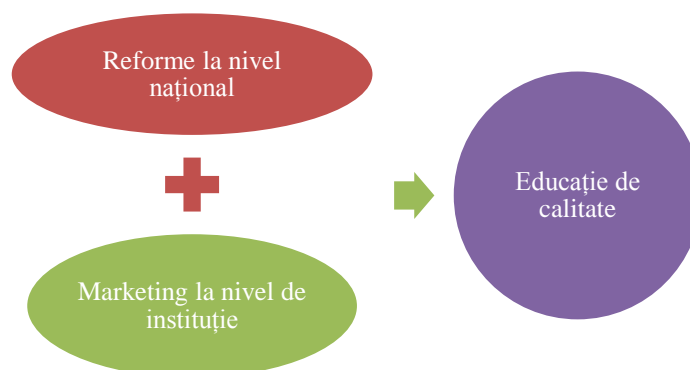 Reforme la nivel
național
Marketing la nivel de
instituție
Educație de
calitate